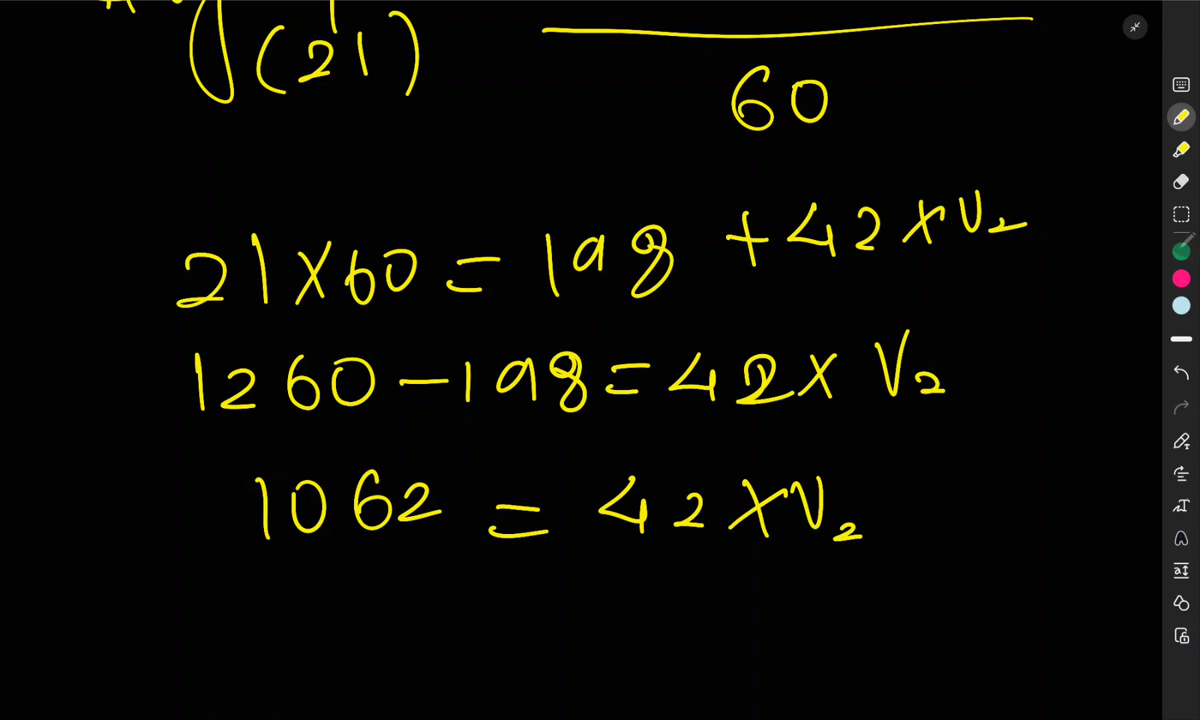 (21)
60
21×60 = 198 + 42×V₂
1260 – 198 = 42× V₂
1062 = 42×V₂